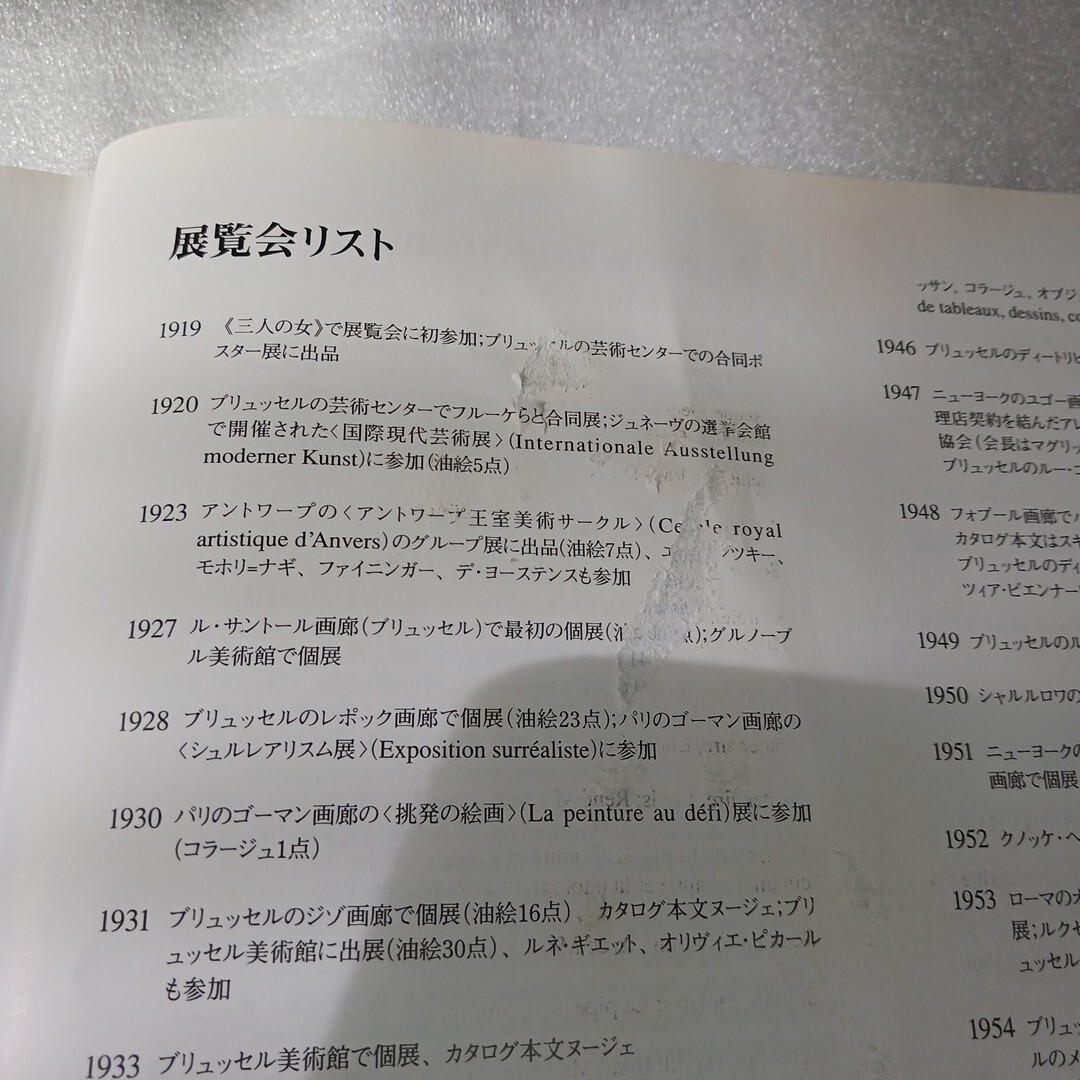 展覧会リスト
1919 《三人の女》で展覧会に初参加;ブリュッセルの芸術センターでの合同ポ
スター展に出品
1920 ブリュッセルの芸術センターでフルーケらと合同展;ジュネーヴの選挙会館
で開催された〈国際現代芸術展〉(Internationale Ausstellung
moderner Kunst)に参加(油絵5点)
1923 アントワープの〈アントワープ王室美術サークル〉(Ce le royal
artistique d'Anvers)のグループ展に出品(油絵7点)、 ツキー、
モホリ=ナギ、ファイニンガー、デ・ヨーステンスも参加
1927 ル・サントール画廊(ブリュッセル)で最初の個展( 点);グルノーブ
ル美術館で個展
1928 ブリュッセルのレポック画廊で個展(油絵23点);パリのゴーマン画廊の
〈シュルレアリスム展〉(Exposition surréaliste)に参加
1930 パリのゴーマン画廊の〈挑発の絵画〉(La peinture au défi)展に参加
(コラージュ1点)
1931 ブリュッセルのジゾ画廊で個展(油絵16点)、カタログ本文ヌージェ;ブリ
ュッセル美術館に出展(油絵30点)、ルネ・ギエット、オリヴィエ・ピカール
も参加
1933 ブリュッセル美術館で個展、カタログ本文ヌージェ
ッサン、コラージュ、オブジ
de tableaux, dessins, co
1946 ブリュッセルのディートリヒ
1947 ニューヨークのユゴー画
理店契約を結んだアレ
協会(会長はマグリッ
ブリュッセルのルー・コ
1948 フォブール画廊でパ
カタログ本文はスキ
ブリュッセルのディ
ツィア・ビエンナー
1949 ブリュッセルのル
1950 シャルルロワの
1951 ニューヨークの
画廊で個展
1952 クノッケ・ヘ
1953 ローマのオ
展;ルクセ
ュッセル
1954 ブリュッ
ルのメ